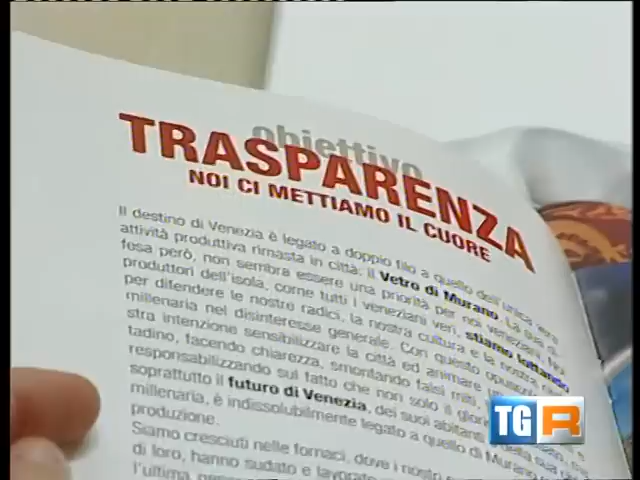 obiettivo
TRASPARENZA
NOI CI METTIAMO IL CUORE
Il destino di Venezia è legato a doppio filo a quello dell'unica vera
attività produttiva rimasta in città: il Vetro di Murano. La sua di-
fesa però, non sembra essere una priorità per noi veneziani. Noi
produttori dell'isola, come tutti i veneziani veri, stiamo lottando
per difendere le nostre radici, la nostra cultura e la nostra
millenaria nel disinteresse generale. Con questo opuscolo
stra intenzione sensibilizzare la città ed animare
tadino, facendo chiarezza, smontando falsi miti,
responsabilizzando sul fatto che non solo il
soprattutto il futuro di Venezia, dei suoi abitanti
millenaria, è indissolubilmente legato a quello di Murano
produzione.
Siamo cresciuti nelle fornaci, dove i nostri
di loro, hanno sudato e
l'ultima
TGR